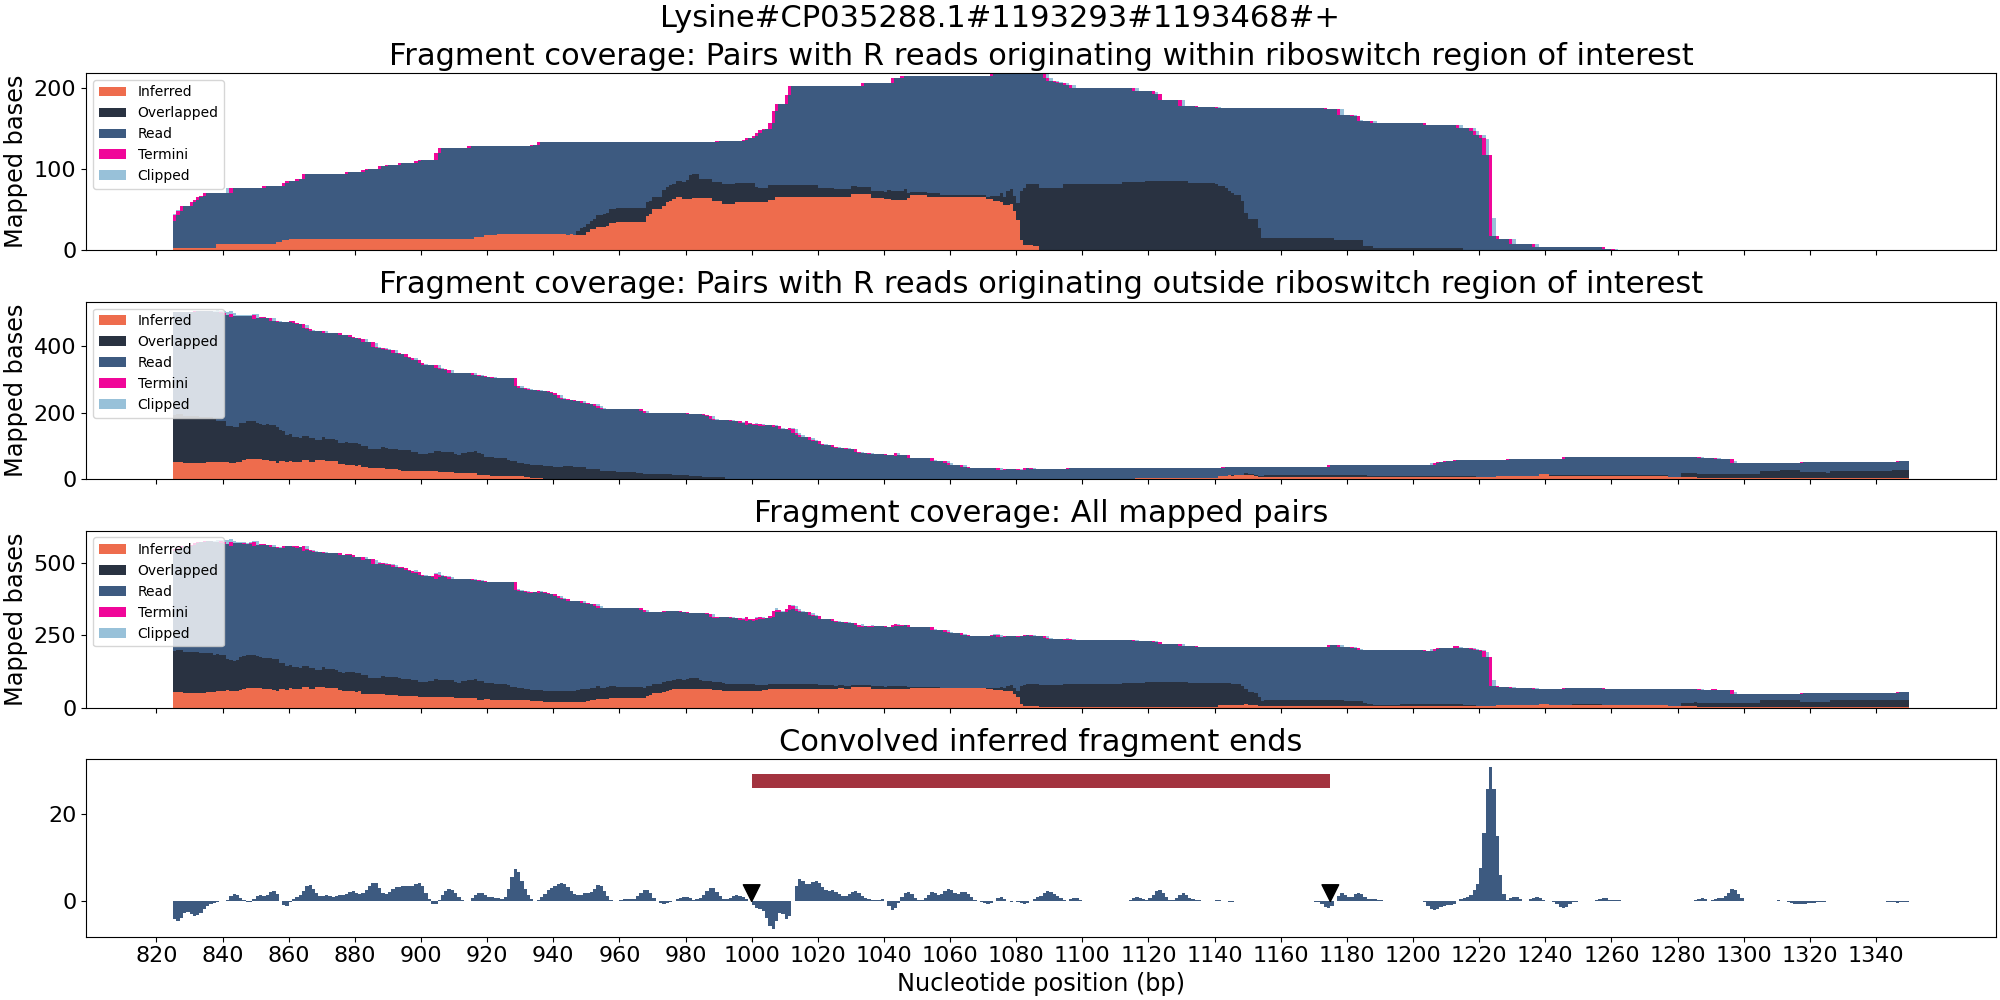 Lysine#CP035288.1#1193293#1193468#+
Fragment coverage: Pairs with R reads originating within riboswitch region of interest
Mapped bases
200
100
0
Inferred
Overlapped
Read
Termini
Clipped
Fragment coverage: Pairs with R reads originating outside riboswitch region of interest
Mapped bases
400
200
0
Inferred
Overlapped
Read
Termini
Clipped
Fragment coverage: All mapped pairs
Mapped bases
500
250
0
Inferred
Overlapped
Read
Termini
Clipped
Convolved inferred fragment ends
20
0
820 840 860 880 900 920 940 960 980 1000 1020 1040 1060 1080 1100 1120 1140 1160 1180 1200 1220 1240 1260 1280 1300 1320 1340
Nucleotide position (bp)